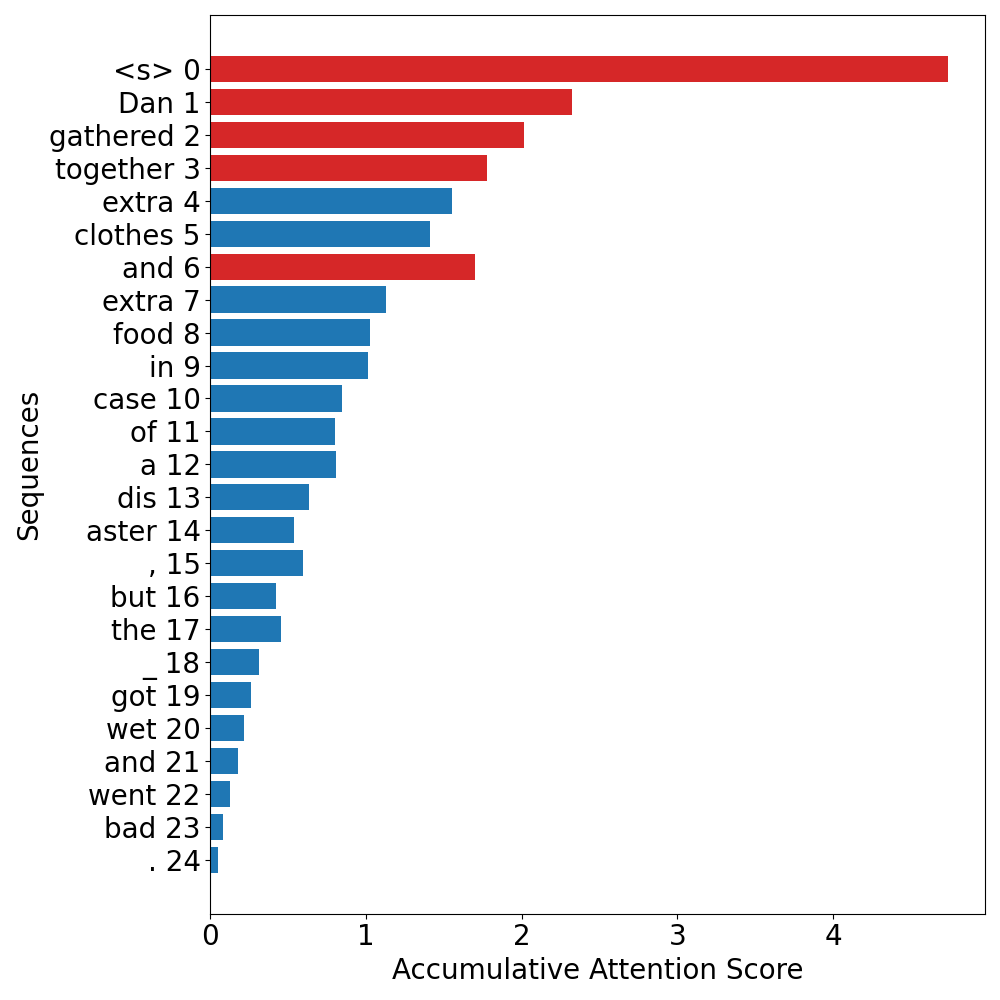 <s> 0
Dan 1
gathered 2
together 3
extra 4
clothes 5
and 6
extra 7
food 8
in 9
case 10
of 11
a 12
dis 13
aster 14
, 15
but 16
the 17
_ 18
got 19
wet 20
and 21
went 22
bad 23
. 24
Sequences
0 1 2 3 4
Accumulative Attention Score